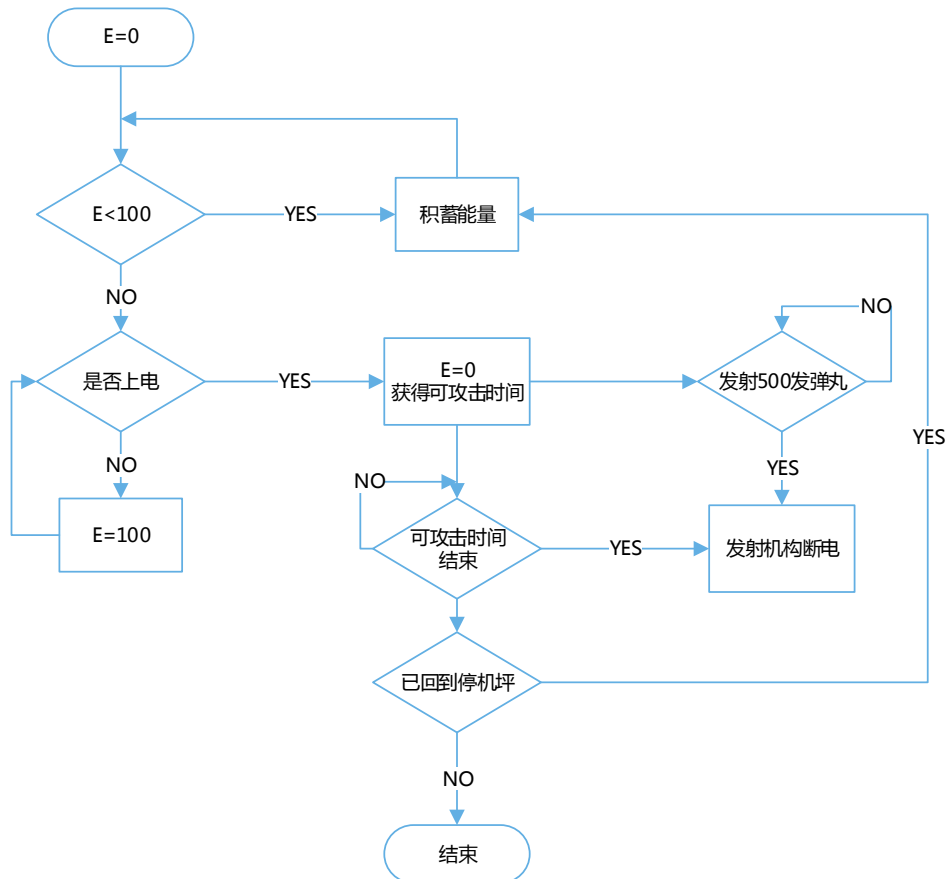 E=0
E<100
YES
积蓄能量
NO
NO
是否上电
YES
E=0
获得可攻击时间
发射500发弹丸
YES
NO
YES
NO
E=100
可攻击时间
结束
YES
发射机构断电
已回到停机坪
NO
结束